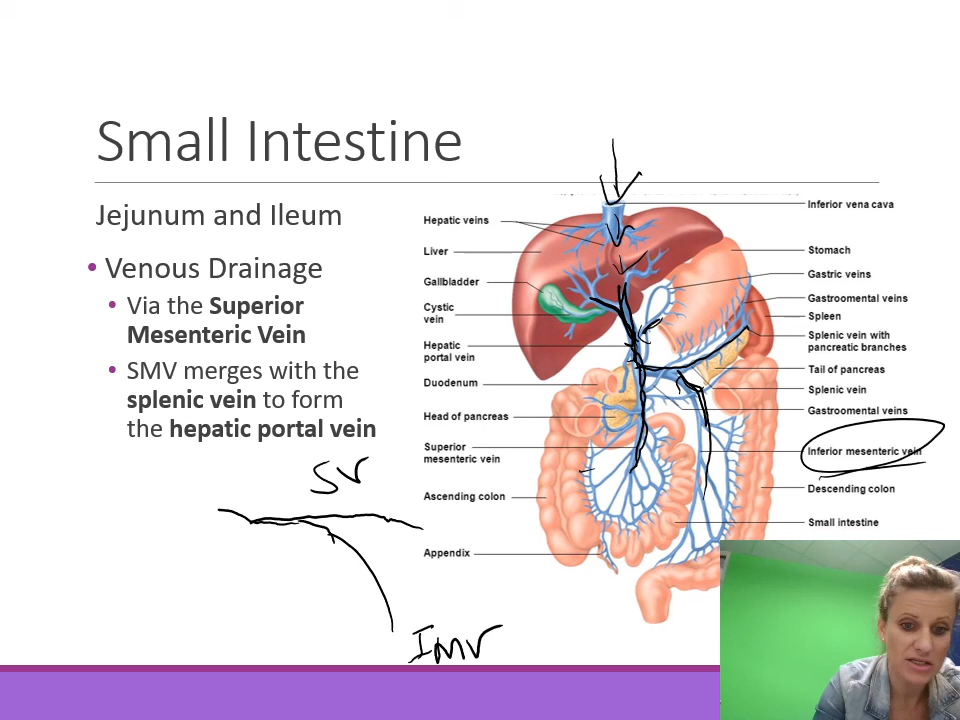 Small Intestine
Jejunum and Ileum
• Venous Drainage
• Via the Superior
Mesenteric Vein
• SMV merges with the
splenic vein to form
the hepatic portal vein
SV
IMV
Hepatic veins
Liver
Gallbladder
Cystic
vein
Hepatic
portal vein
Duodenum
Head of pancreas
Superior
mesenteric vein
Ascending colon
Appendix
Inferior vena cava
Stomach
Gastric veins
Gastroomental veins
Spleen
Splenic vein with
pancreatic branches
Tail of pancreas
Splenic vein
Gastroomental veins
Inferior mesenteric vein
Descending colon
Small intestine